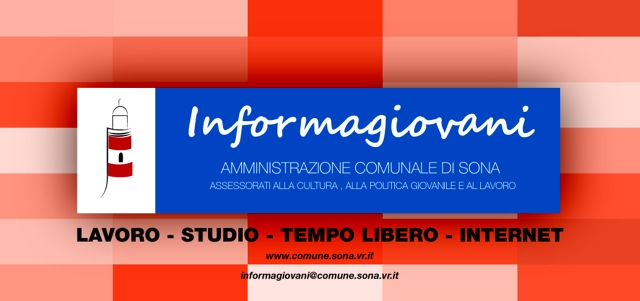 Informagiovani
AMMINISTRAZIONE COMUNALE DI SONA
ASSESSORATI ALLA CULTURA , ALLA POLITICA GIOVANILE E AL LAVORO
LAVORO - STUDIO - TEMPO LIBERO - INTERNET
www.comune.sona.vr.it
informagiovani@comune.sona.vr.it